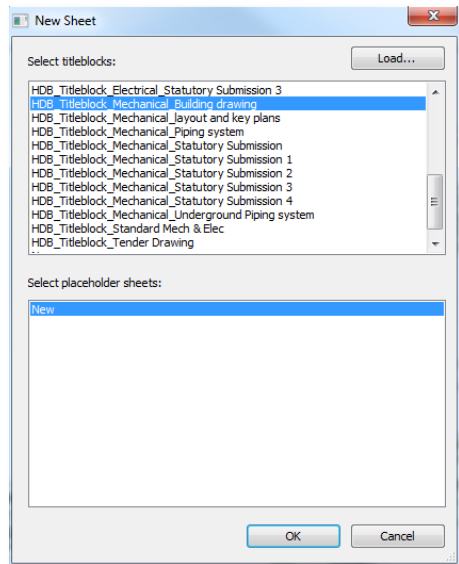 New Sheet
Select titleblocks:
Load...
HDB_Titleblock_Electrical_Statutory Submission 3
HDB_Titleblock_Mechanical_Building drawing
HDB_Titleblock_Mechanical_layout and key plans
HDB_Titleblock_Mechanical_Piping system
HDB_Titleblock_Mechanical_Statutory Submission
HDB_Titleblock_Mechanical_Statutory Submission 1
HDB_Titleblock_Mechanical_Statutory Submission 2
HDB_Titleblock_Mechanical_Statutory Submission 3
HDB_Titleblock_Mechanical_Statutory Submission 4
HDB_Titleblock_Mechanical_Underground Piping system
HDB_Titleblock_Standard Mech & Elec
HDB_Titleblock_Tender Drawing
Select placeholder sheets:
New
OK
Cancel